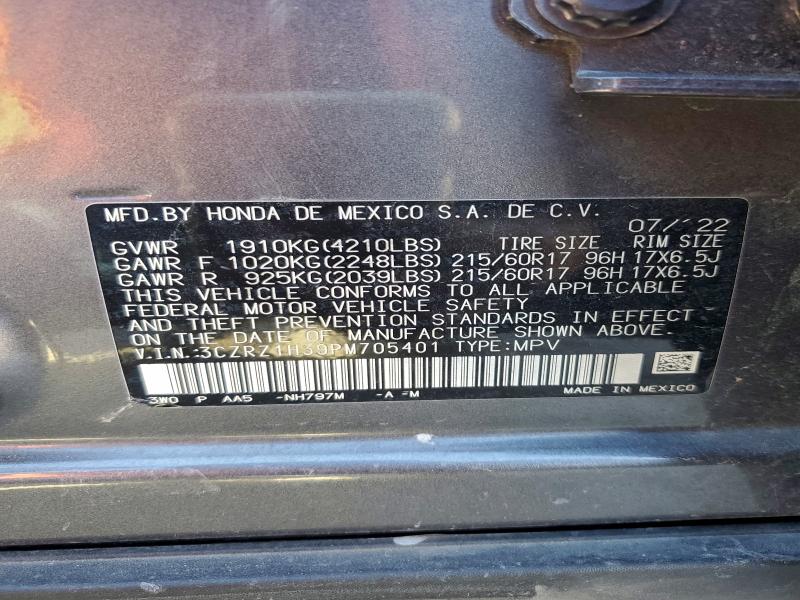 MFD.BY HONDA DE MEXICO S.A. DE C.V.
07/'22
GVWR 1910KG(4210LBS) TIRE SIZE RIM SIZE
GAWR F 1020KG(2248LBS) 215/60R17 96H 17X6.5J
GAWR R 925KG(2039LBS) 215/60R17 96H 17X6.5J
THIS VEHICLE CONFORMS TO ALL APPLICABLE
FEDERAL MOTOR VEHICLE SAFETY
AND THEFT PREVENTION STANDARDS IN EFFECT
ON THE DATE OF MANUFACTURE SHOWN ABOVE.
V.I.N.:3CZRZ1H39PM705401 TYPE:MPV
3W0 P AA5 -NH797M -A -M MADE IN MEXICO